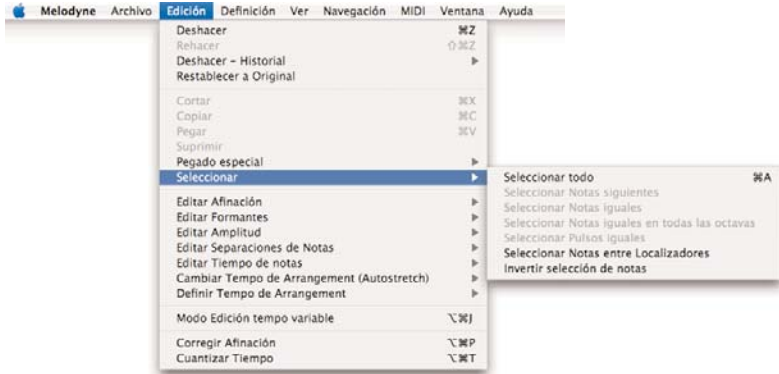 Melodyne Archivo Edición Definición Ver Navegación MIDI Ventana Ayuda
Deshacer ⌘Z
Rehacer ⇧⌘Z
Deshacer – Historial
Restablecer a Original
Cortar ⌘X
Copiar ⌘C
Pegar ⌘V
Suprimir
Pegado especial
Seleccionar
Editar Afinación
Editar Formantes
Editar Amplitud
Editar Separaciones de Notas
Editar Tiempo de notas
Cambiar Tempo de Arrangement (Autostretch)
Definir Tempo de Arrangement
Modo Edición tempo variable ⌥⌘J
Corregir Afinación ⌥⌘P
Cuantizar Tiempo ⌥⌘T
Seleccionar todo ⌘A
Seleccionar Notas siguientes
Seleccionar Notas iguales
Seleccionar Notas iguales en todas las octavas
Seleccionar Pulsos iguales
Seleccionar Notas entre Localizadores
Invertir selección de notas